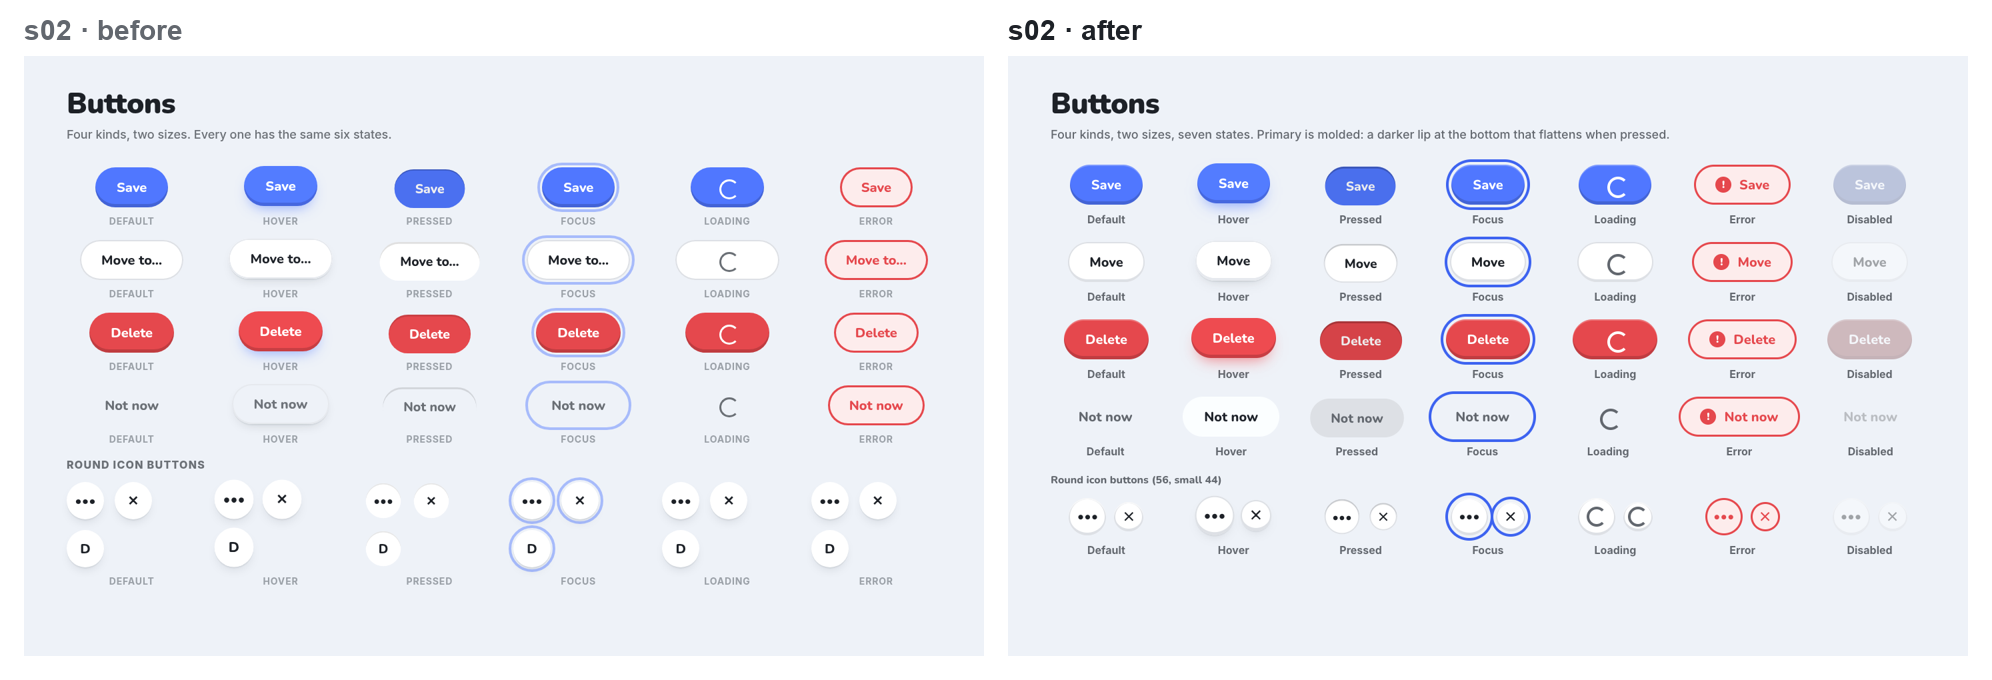 s02 · before
Buttons
Four kinds, two sizes. Every one has the same six states.
Save Save Save Save Save
DEFAULT HOVER PRESSED FOCUS LOADING ERROR
Move to... Move to... Move to... Move to... Move to...
DEFAULT HOVER PRESSED FOCUS LOADING ERROR
Delete Delete Delete Delete Delete
DEFAULT HOVER PRESSED FOCUS LOADING ERROR
Not now Not now Not now Not now Not now
DEFAULT HOVER PRESSED FOCUS LOADING ERROR
ROUND ICON BUTTONS
D D D D D D
DEFAULT HOVER PRESSED FOCUS LOADING ERROR
s02 · after
Buttons
Four kinds, two sizes, seven states. Primary is molded: a darker lip at the bottom that flattens when pressed.
Save Save Save Save Save Save
Default Hover Pressed Focus Loading Error Disabled
Move Move Move Move Move Move
Default Hover Pressed Focus Loading Error Disabled
Delete Delete Delete Delete Delete Delete
Default Hover Pressed Focus Loading Error Disabled
Not now Not now Not now Not now Not now Not now
Default Hover Pressed Focus Loading Error Disabled
Round icon buttons (56, small 44)
Default Hover Pressed Focus Loading Error Disabled